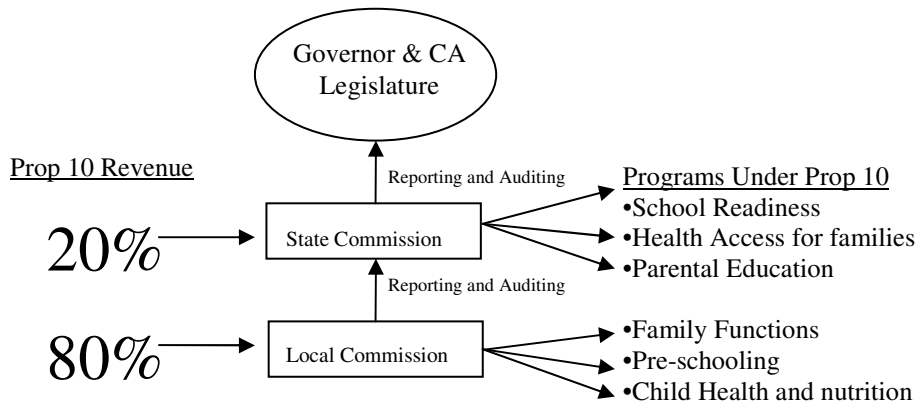 Governor & CA
Legislature
Prop 10 Revenue
Reporting and Auditing
Programs Under Prop 10
20%
State Commission
•School Readiness
•Health Access for families
•Parental Education
Reporting and Auditing
80%
Local Commission
•Family Functions
•Pre-schooling
•Child Health and nutrition